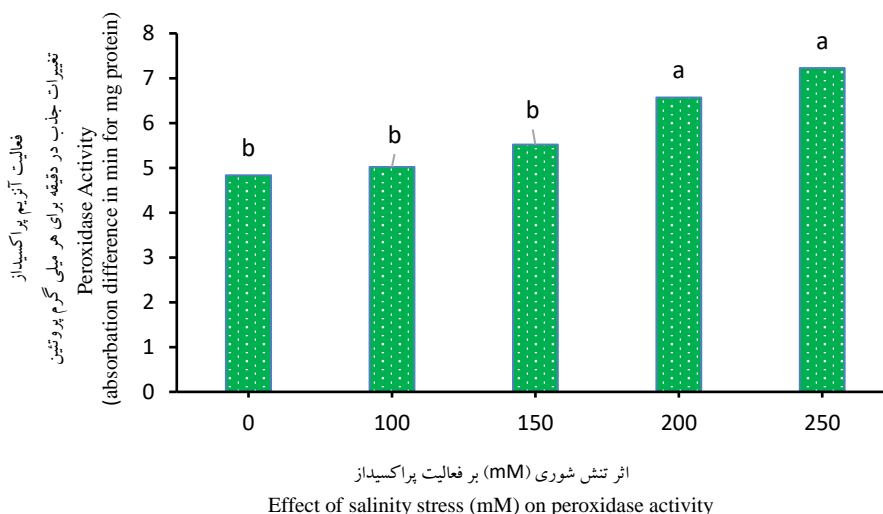 فعالیت آنزیم پراکسیداز
تغییرات جذب در دقیقه برای هر میلی گرم پروتئین
Peroxidase Activity
(absorbation difference in min for mg protein)
8
7
6
5
4
3
2
1
0
b
b
b
a
a
0 100 150 200 250
اثر تنش شوری (mM) بر فعالیت پراکسیداز
Effect of salinity stress (mM) on peroxidase activity